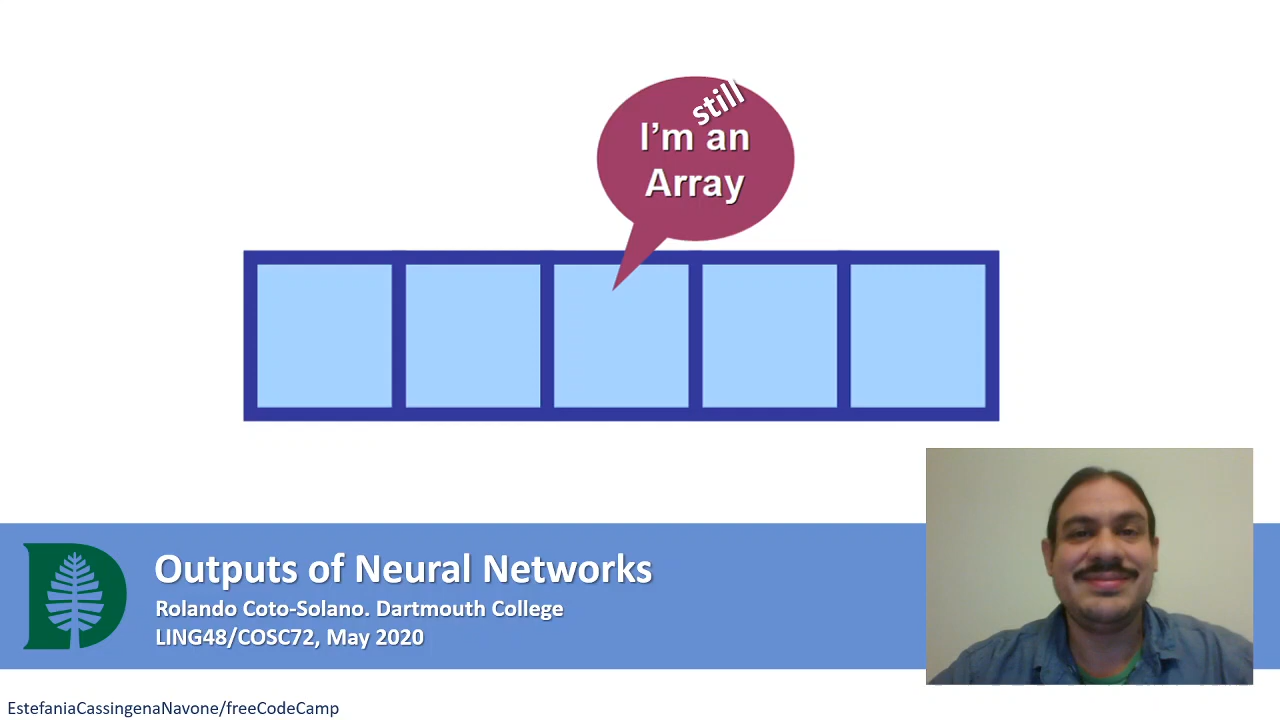 still
I'm an
Array
Outputs of Neural Networks
Rolando Coto-Solano. Dartmouth College
LING48/COSC72, May 2020
EstefaniaCassingenaNavone/freeCodeCamp